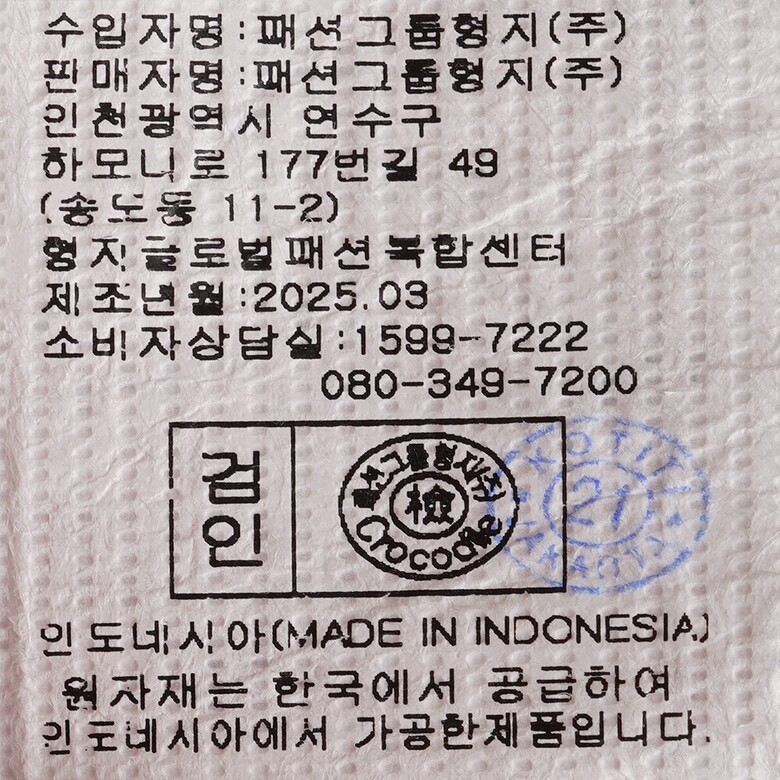 수입자명:패션그룹형지(주)
판매자명:패션그룹형지(주)
인천광역시 연수구
하모니로 177번길 49
(송도동 11-2)
형지글로벌패션복합센터
제조년월:2025.03
소비자상담실:1599-7222
080-349-7200
검인
패션그룹형지(주)
檢
Crocodile
KOTITI
21
JAKARTA
인도네시아(MADE IN INDONESIA)
원자재는 한국에서 공급하여
인도네시아에서 가공한제품입니다.